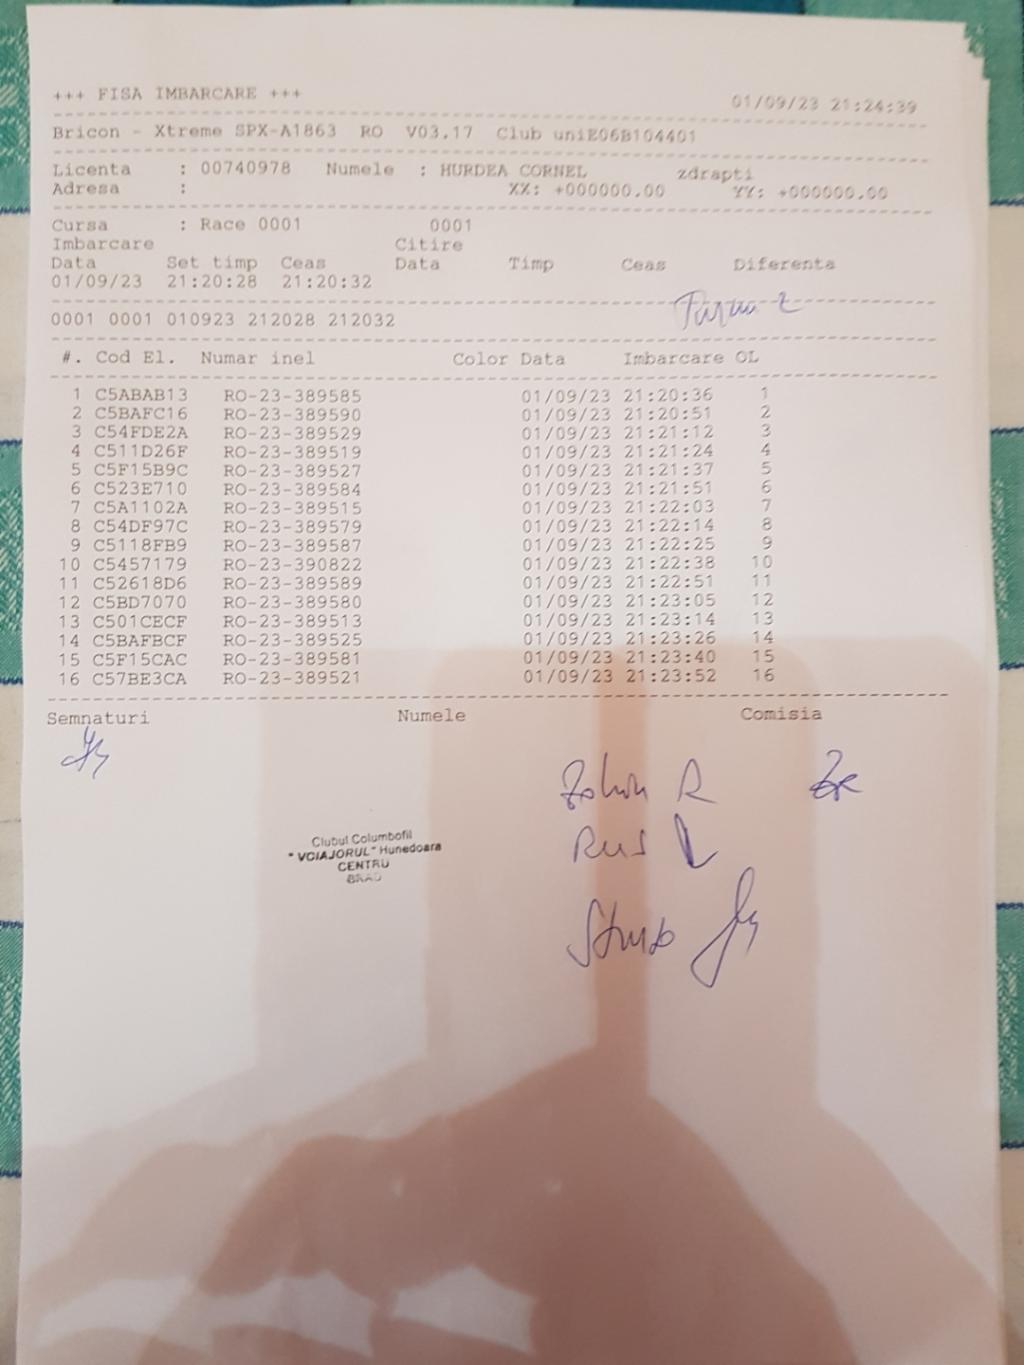 +++ FISA IMBARCARE +++ 01/09/23 21:24:39
Bricon - Xtreme SPX-A1863 RO V03.17 Club uniE06B104401
Licenta : 00740978 Numele : HURDEA CORNEL zdrapti
Adresa : XX: +000000.00 YY: +000000.00
Cursa : Race 0001 0001
Imbarcare Citire
Data Set timp Ceas Data Timp Ceas Diferenta
01/09/23 21:20:28 21:20:32
0001 0001 010923 212028 212032
#. Cod El. Numar inel Color Data Imbarcare OL
1 C5ABAB13 RO-23-389585 01/09/23 21:20:36 1
2 C5BAFC16 RO-23-389590 01/09/23 21:20:51 2
3 C54FDE2A RO-23-389529 01/09/23 21:21:12 3
4 C511D26F RO-23-389519 01/09/23 21:21:24 4
5 C5F15B9C RO-23-389527 01/09/23 21:21:37 5
6 C523E710 RO-23-389584 01/09/23 21:21:51 6
7 C5A1102A RO-23-389515 01/09/23 21:22:03 7
8 C54DF97C RO-23-389579 01/09/23 21:22:14 8
9 C5118FB9 RO-23-389587 01/09/23 21:22:25 9
10 C5457179 RO-23-390822 01/09/23 21:22:38 10
11 C52618D6 RO-23-389589 01/09/23 21:22:51 11
12 C5BD7070 RO-23-389580 01/09/23 21:23:05 12
13 C501CECF RO-23-389513 01/09/23 21:23:14 13
14 C5BAFBCF RO-23-389525 01/09/23 21:23:26 14
15 C5F15CAC RO-23-389581 01/09/23 21:23:40 15
16 C57BE3CA RO-23-389521 01/09/23 21:23:52 16
Semnaturi Numele Comisia
Rus
Clubul Columbofil
"VOIAJORUL" Hunedoara
CENTRU
BRAD